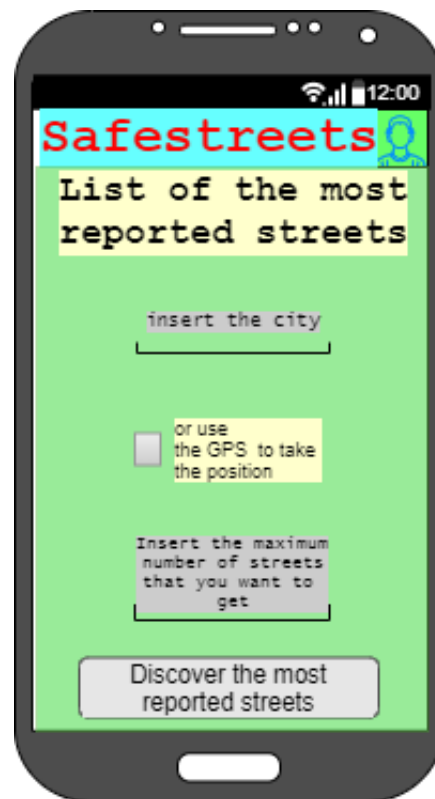 12:00
Safestreets
List of the most
reported streets
insert the city
or use
the GPS to take
the position
Insert the maximum
number of streets
that you want to
get
Discover the most
reported streets